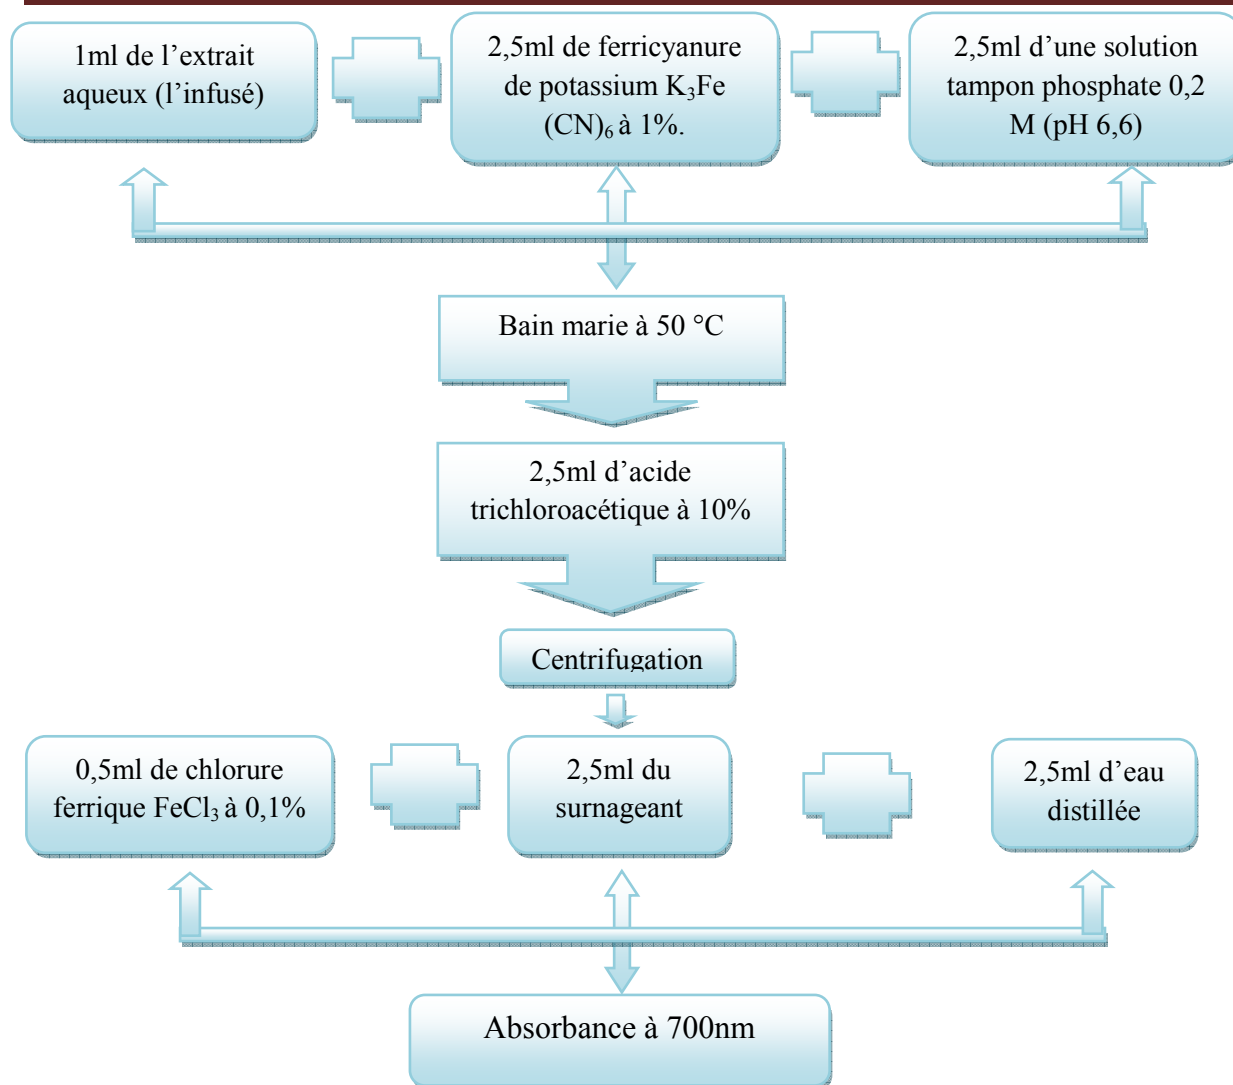 1ml de l’extrait
aqueux (l’infusé)
2,5ml de ferricyanure
de potassium K₃Fe
(CN)₆ à 1%.
2,5ml d’une solution
tampon phosphate 0,2
M (pH 6,6)
Bain marie à 50 °C
2,5ml d’acide
trichloroacétique à 10%
Centrifugation
0,5ml de chlorure
ferrique FeCl₃ à 0,1%
2,5ml du
surnageant
2,5ml d’eau
distillée
Absorbance à 700nm